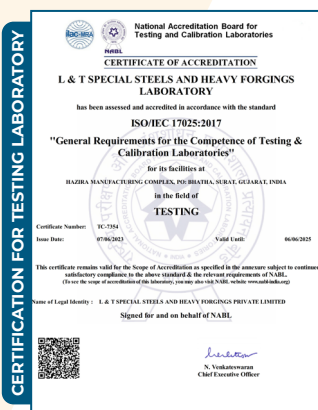 CERTIFICATION FOR TESTING LABORATORY
ilac-MRA
NABL
National Accreditation Board for
Testing and Calibration Laboratories
CERTIFICATE OF ACCREDITATION
L & T SPECIAL STEELS AND HEAVY FORGINGS
LABORATORY
has been assessed and accredited in accordance with the standard
ISO/IEC 17025:2017
"General Requirements for the Competence of Testing &
Calibration Laboratories"
for its facilities at
HAZIRA MANUFACTURING COMPLEX, PO: BHATHA, SURAT, GUJARAT, INDIA
in the field of
TESTING
Certificate Number: TC-7354
Issue Date: 07/06/2023 Valid Until: 06/06/2025
This certificate remains valid for the Scope of Accreditation as specified in the annexure subject to continued
satisfactory compliance to the above standard & the relevant requirements of NABL.
(To see the scope of accreditation of this laboratory, you may also visit NABL website www.nabl-india.org)
Name of Legal Identity : L & T SPECIAL STEELS AND HEAVY FORGINGS PRIVATE LIMITED
Signed for and on behalf of NABL
N. Venkateswaran
Chief Executive Officer